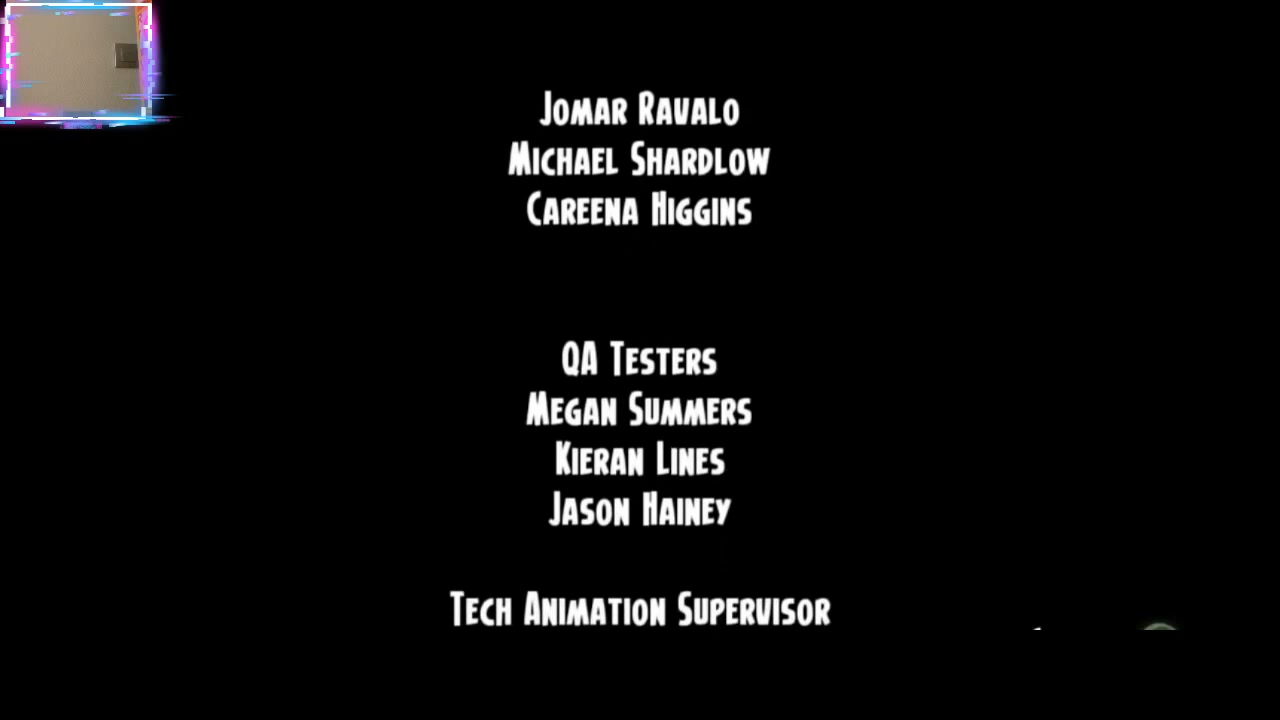 Jomar Ravalo
Michael Shardlow
Careena Higgins
QA Testers
Megan Summers
Kieran Lines
Jason Hainey
Tech Animation Supervisor